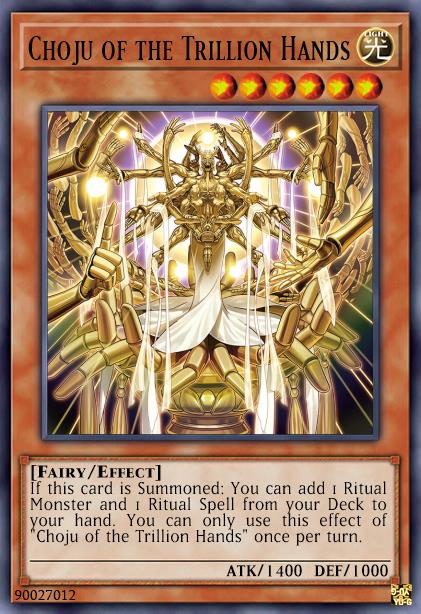 Choju of the Trillion Hands
LIGHT
光
[Fairy/Effect]
If this card is Summoned: You can add 1 Ritual
Monster and 1 Ritual Spell from your Deck to
your hand. You can only use this effect of
"Choju of the Trillion Hands" once per turn.
ATK/1400 DEF/1000
90027012